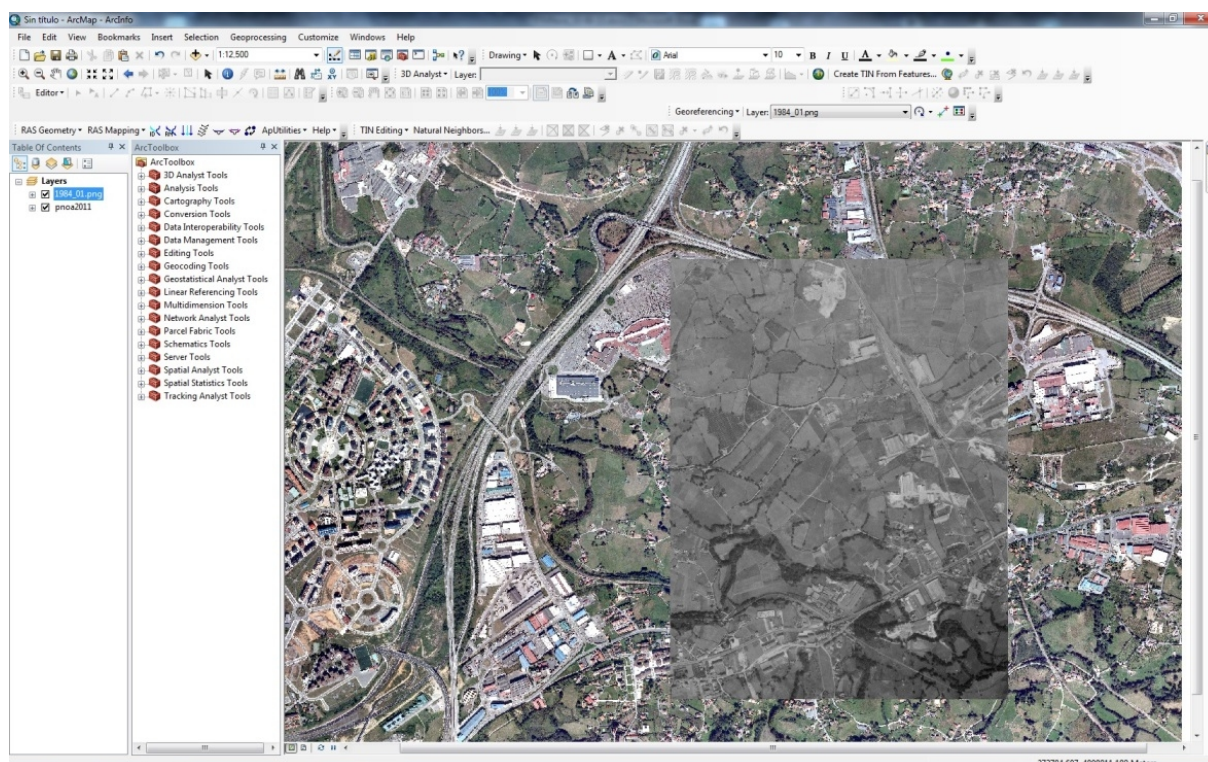 Sin título - ArcMap - ArcInfo
File Edit View Bookmarks Insert Selection Geoprocessing Customize Windows Help
1:12.500 Drawing Arial 10 B I U A
3D Analyst Layer: Create TIN From Features...
Editor
Georeferencing Layer: 1984_01.png
RAS Geometry RAS Mapping ApUtilities Help TIN Editing Natural Neighbors...
Table Of Contents
Layers
1984_01.png
pnoa2011
ArcToolbox
ArcToolbox
3D Analyst Tools
Analysis Tools
Cartography Tools
Conversion Tools
Data Interoperability Tools
Data Management Tools
Editing Tools
Geocoding Tools
Geostatistical Analyst Tools
Linear Referencing Tools
Multidimension Tools
Network Analyst Tools
Parcel Fabric Tools
Schematics Tools
Server Tools
Spatial Analyst Tools
Spatial Statistics Tools
Tracking Analyst Tools